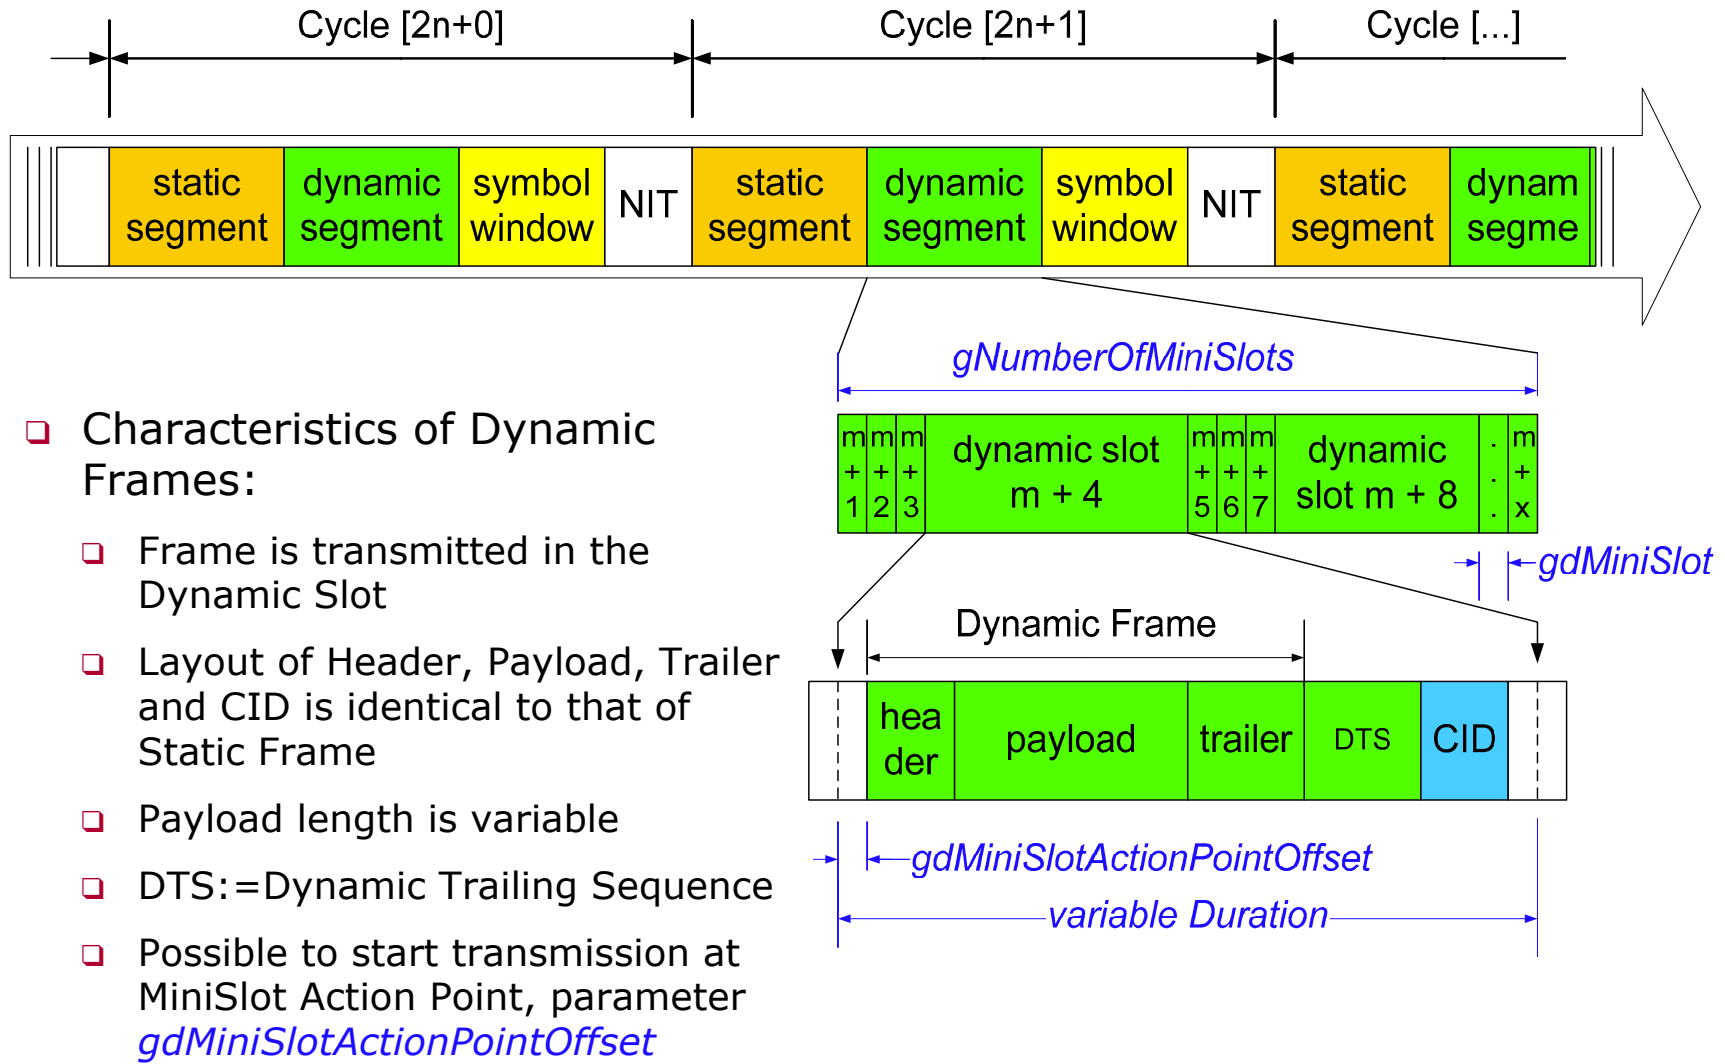 Cycle [2n+0]
Cycle [2n+1]
Cycle [...]
static segment
dynamic segment
symbol window
NIT
static segment
dynamic segment
symbol window
NIT
static segment
dynam segme
gNumberOfMiniSlots
m+1
m+2
m+3
dynamic slot
m + 4
m+5
m+6
m+7
dynamic
slot m + 8
...
m+x
gdMiniSlot
Dynamic Frame
hea
der
payload
trailer
DTS
CID
gdMiniSlotActionPointOffset
variable Duration
Characteristics of Dynamic
Frames:
Frame is transmitted in the
Dynamic Slot
Layout of Header, Payload, Trailer
and CID is identical to that of
Static Frame
Payload length is variable
DTS:=Dynamic Trailing Sequence
Possible to start transmission at
MiniSlot Action Point, parameter
gdMiniSlotActionPointOffset